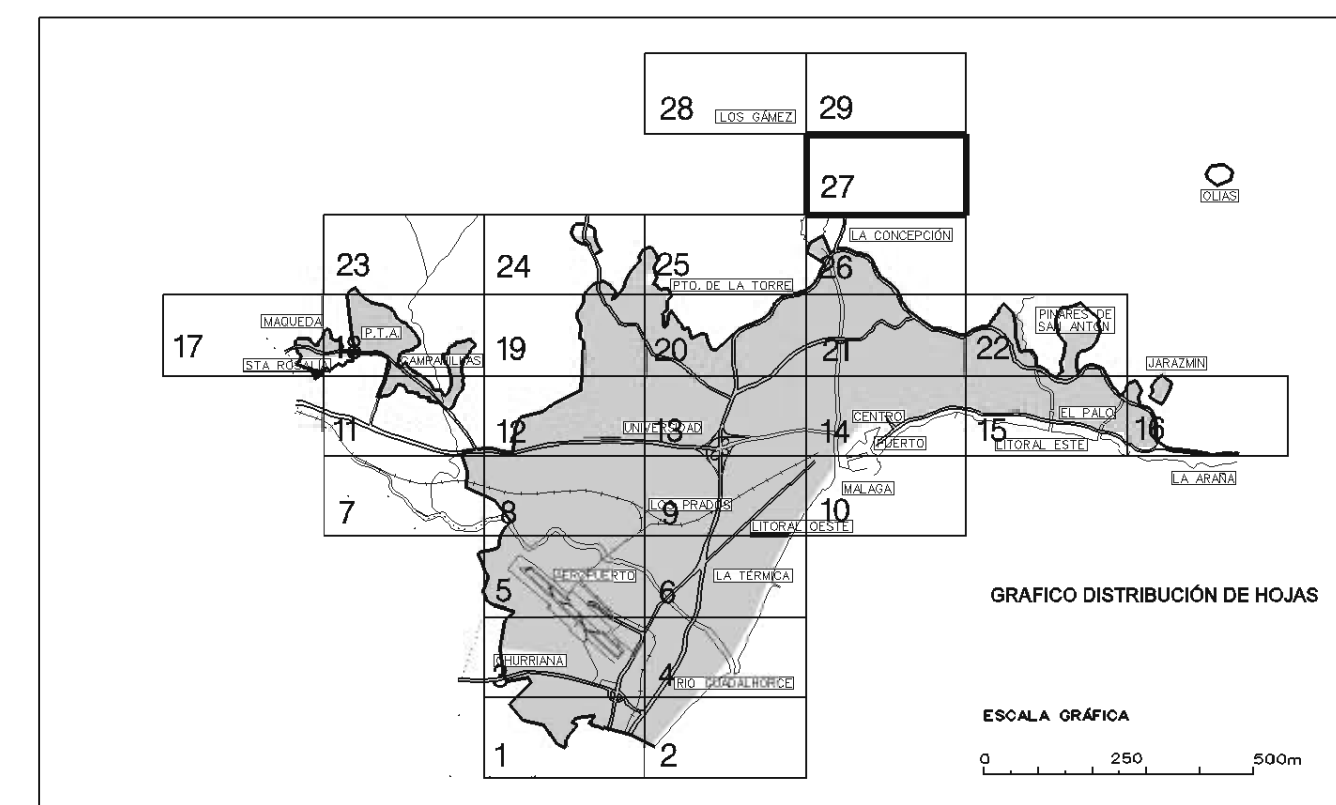 28 LOS GÁMEZ 29
27
OLIAS
LA CONCEPCIÓN
23 24 25 26
PTO. DE LA TORRE
MAQUEDA
P.T.A.
PINARES DE
SAN ANTON
17 18 19 20 21 22
STA ROSALIA
CAMPANILLAS
JARAZMIN
CENTRO
EL PALO
11 12 UNIVERSIDAD 13 14 15 16
PUERTO
LITORAL ESTE
LA ARAÑA
MALAGA
7 8 LOS PRADOS 9 10
LITORAL OESTE
AEROPUERTO
LA TÉRMICA
5 6
GRAFICO DISTRIBUCIÓN DE HOJAS
CHURRIANA
3 4 RIO GUADALHORCE
ESCALA GRÁFICA
1 2
0 250 500m